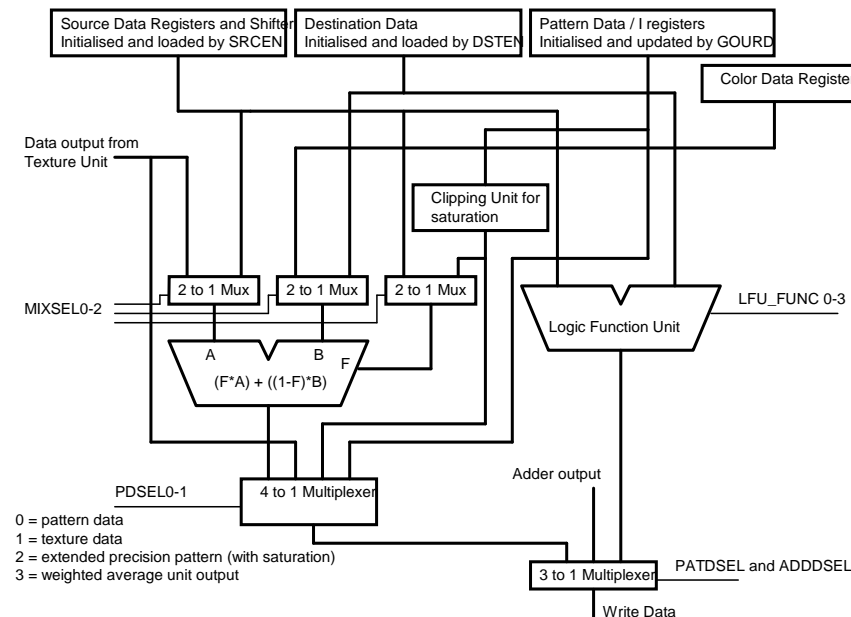 Source Data Registers and Shifter
Initialised and loaded by SRCEN
Destination Data
Initialised and loaded by DSTEN
Pattern Data / I registers
Initialised and updated by GOURD
Color Data Register
Data output from
Texture Unit
Clipping Unit for
saturation
2 to 1 Mux
2 to 1 Mux
2 to 1 Mux
MIXSEL0-2
LFU_FUNC 0-3
Logic Function Unit
A
B
F
(F*A) + ((1-F)*B)
Adder output
PDSEL0-1
4 to 1 Multiplexer
0 = pattern data
1 = texture data
2 = extended precision pattern (with saturation)
3 = weighted average unit output
3 to 1 Multiplexer
PATDSEL and ADDDSEL
Write Data